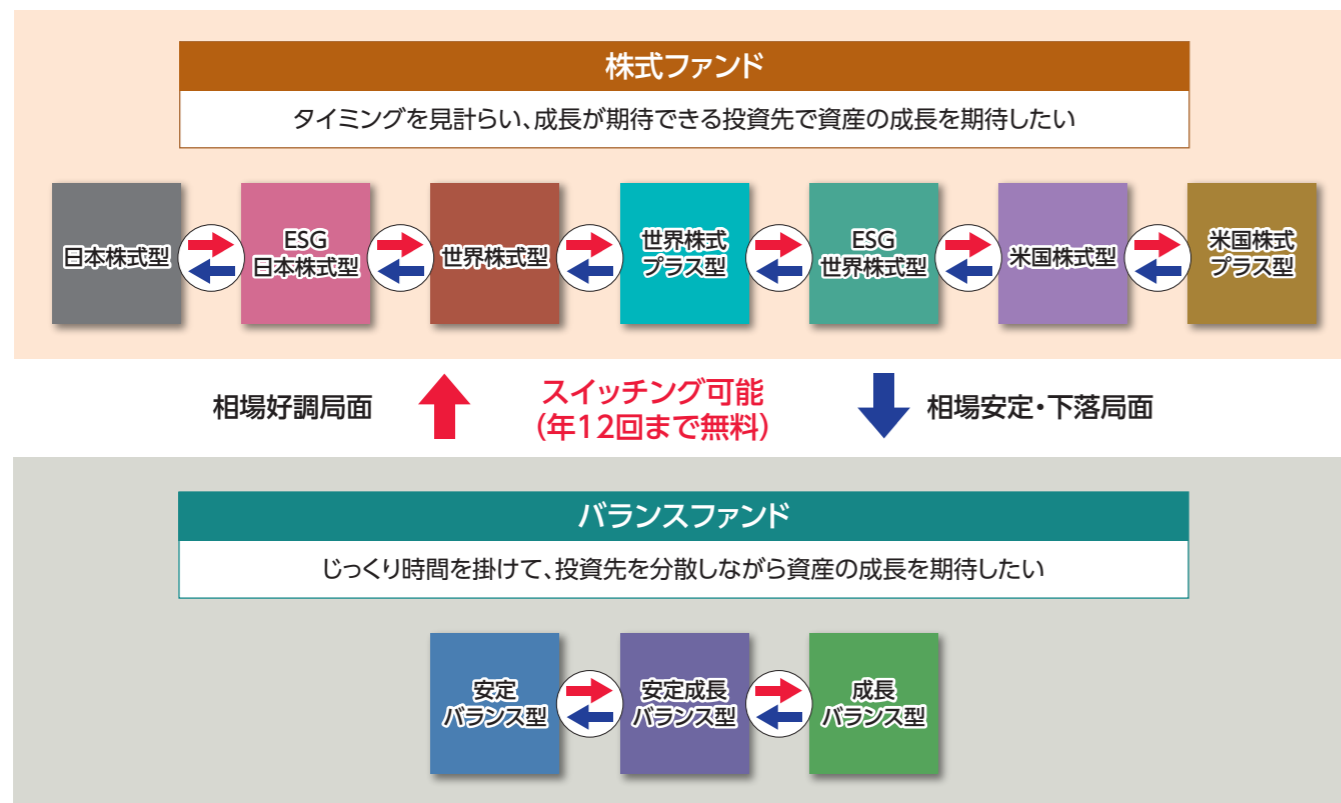 株式ファンド
タイミングを見計らい、成長が期待できる投資先で資産の成長を期待したい
日本株式型
ESG
日本株式型
世界株式型
世界株式
プラス型
ESG
世界株式型
米国株式型
米国株式
プラス型
相場好調局面
スイッチング可能
(年12回まで無料)
相場安定・下落局面
バランスファンド
じっくり時間を掛けて、投資先を分散しながら資産の成長を期待したい
安定
バランス型
安定成長
バランス型
成長
バランス型